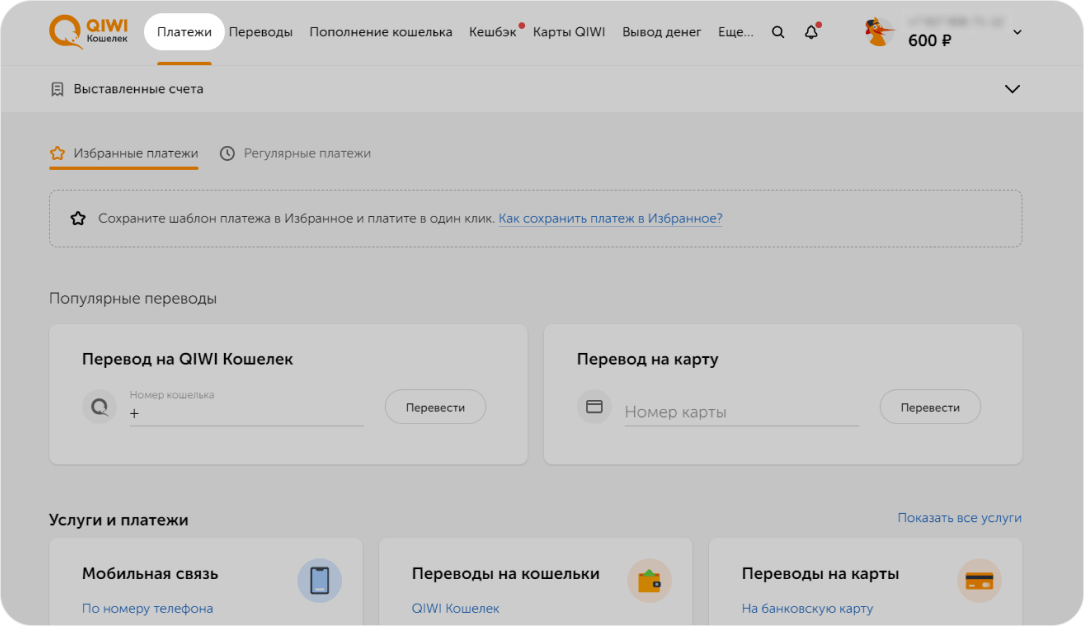 QIWI
Кошелек
Платежи Переводы Пополнение кошелька Кешбэк Карты QIWI Вывод денег Еще...
600 ₽
Выставленные счета
Избранные платежи Регулярные платежи
Сохраните шаблон платежа в Избранное и платите в один клик. Как сохранить платеж в Избранное?
Популярные переводы
Перевод на QIWI Кошелек
Номер кошелька
+
Перевести
Перевод на карту
Номер карты
Перевести
Услуги и платежи
Показать все услуги
Мобильная связь
По номеру телефона
Переводы на кошельки
QIWI Кошелек
Переводы на карты
На банковскую карту